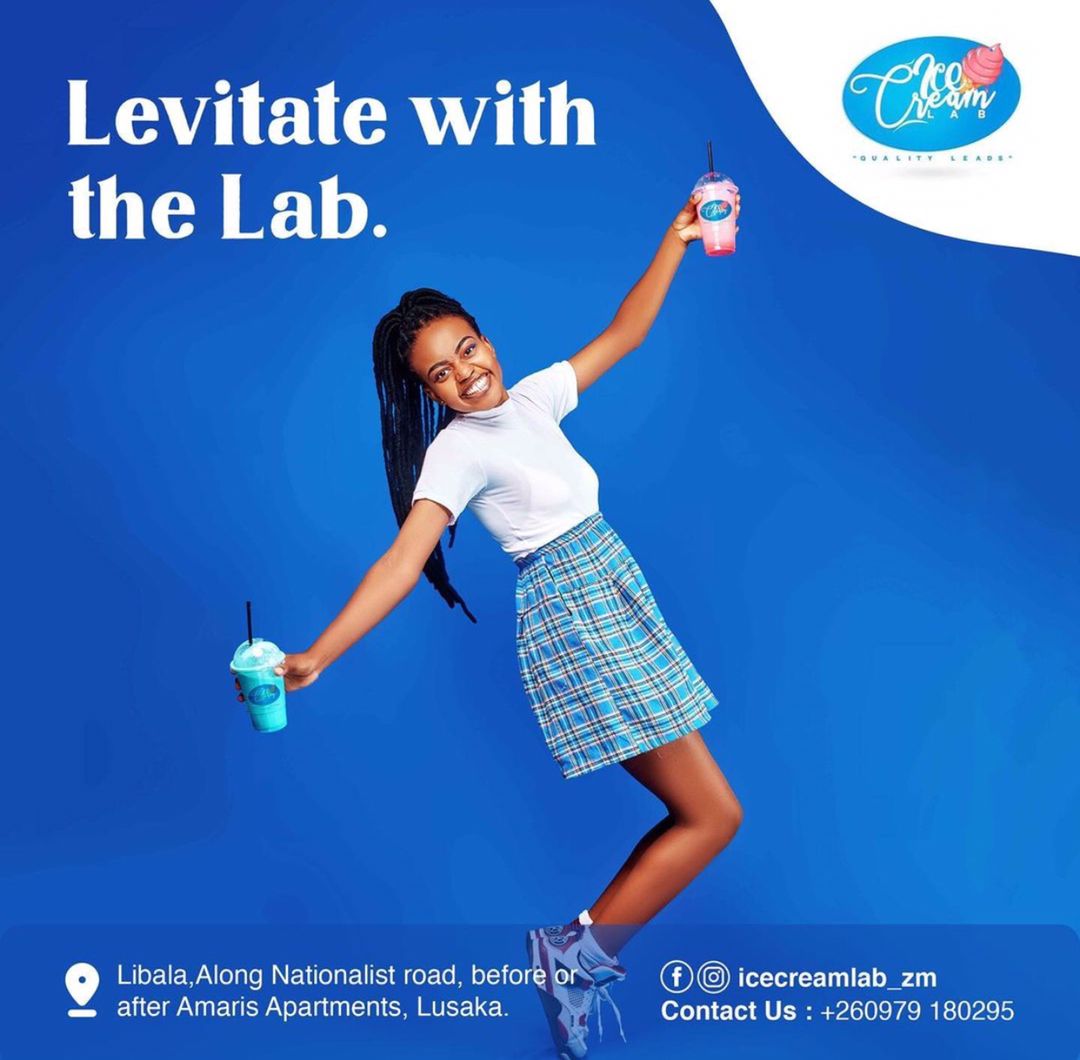 Levitate with
the Lab.
Ice
Cream
LAB
"QUALITY LEADS"
Libala,Along Nationalist road, before or
after Amaris Apartments, Lusaka.
icecreamlab_zm
Contact Us : +260979 180295